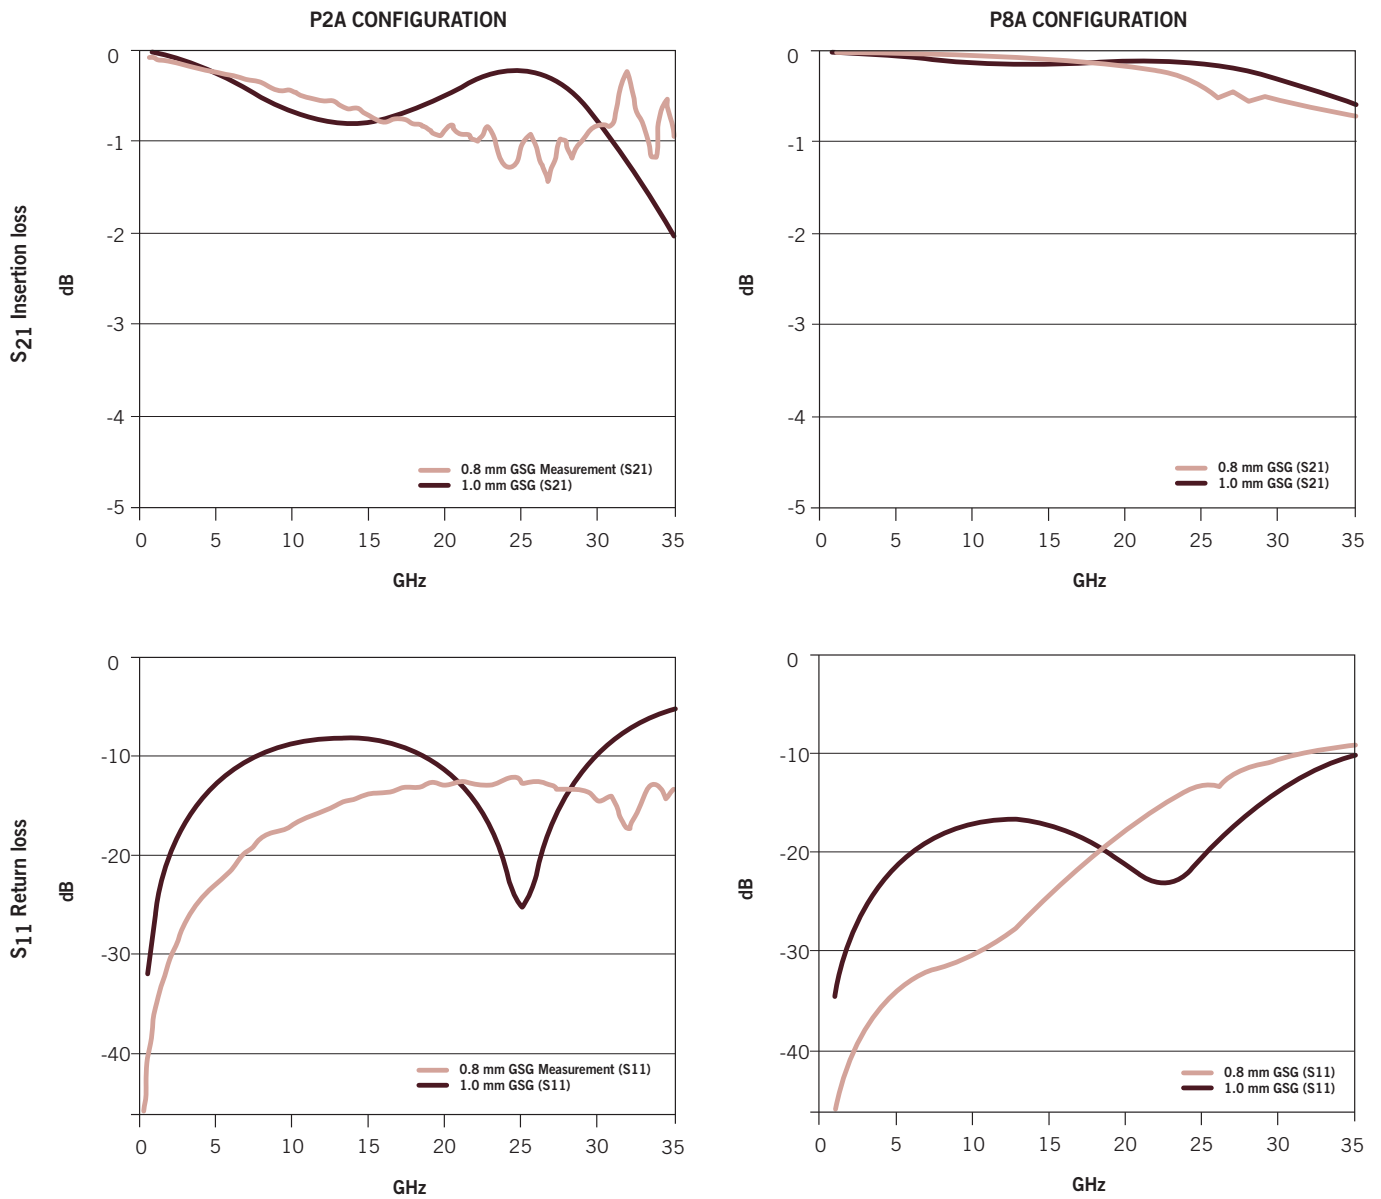 P2A CONFIGURATION
P8A CONFIGURATION
S21 Insertion loss
dB
0
-1
-2
-3
-4
-5
0.8 mm GSG Measurement (S21)
1.0 mm GSG (S21)
0 5 10 15 20 25 30 35
GHz
dB
0
-1
-2
-3
-4
-5
0.8 mm GSG (S21)
1.0 mm GSG (S21)
0 5 10 15 20 25 30 35
GHz
S11 Return loss
dB
0
-10
-20
-30
-40
0.8 mm GSG Measurement (S11)
1.0 mm GSG (S11)
0 5 10 15 20 25 30 35
GHz
dB
0
-10
-20
-30
-40
0.8 mm GSG (S11)
1.0 mm GSG (S11)
0 5 10 15 20 25 30 35
GHz